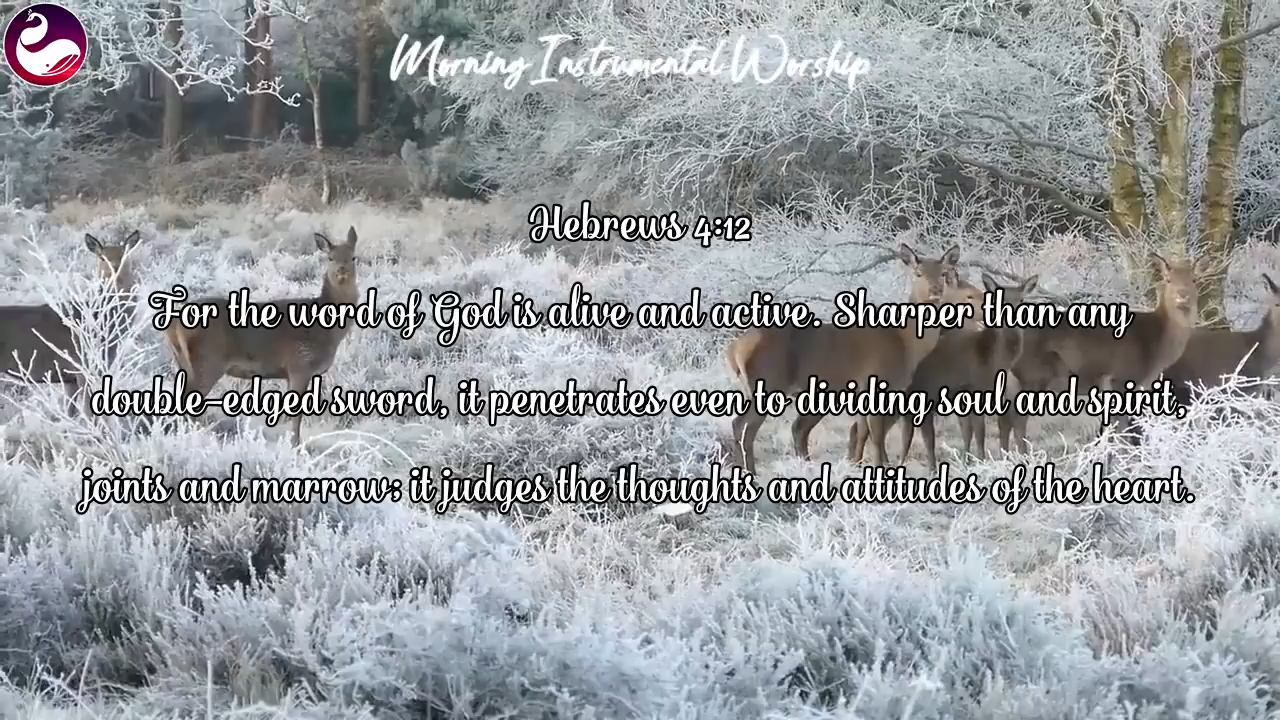 Morning Instrumental Worship
Hebrews 4:12
For the word of God is alive and active. Sharper than any
double-edged sword, it penetrates even to dividing soul and spirit,
joints and marrow; it judges the thoughts and attitudes of the heart.